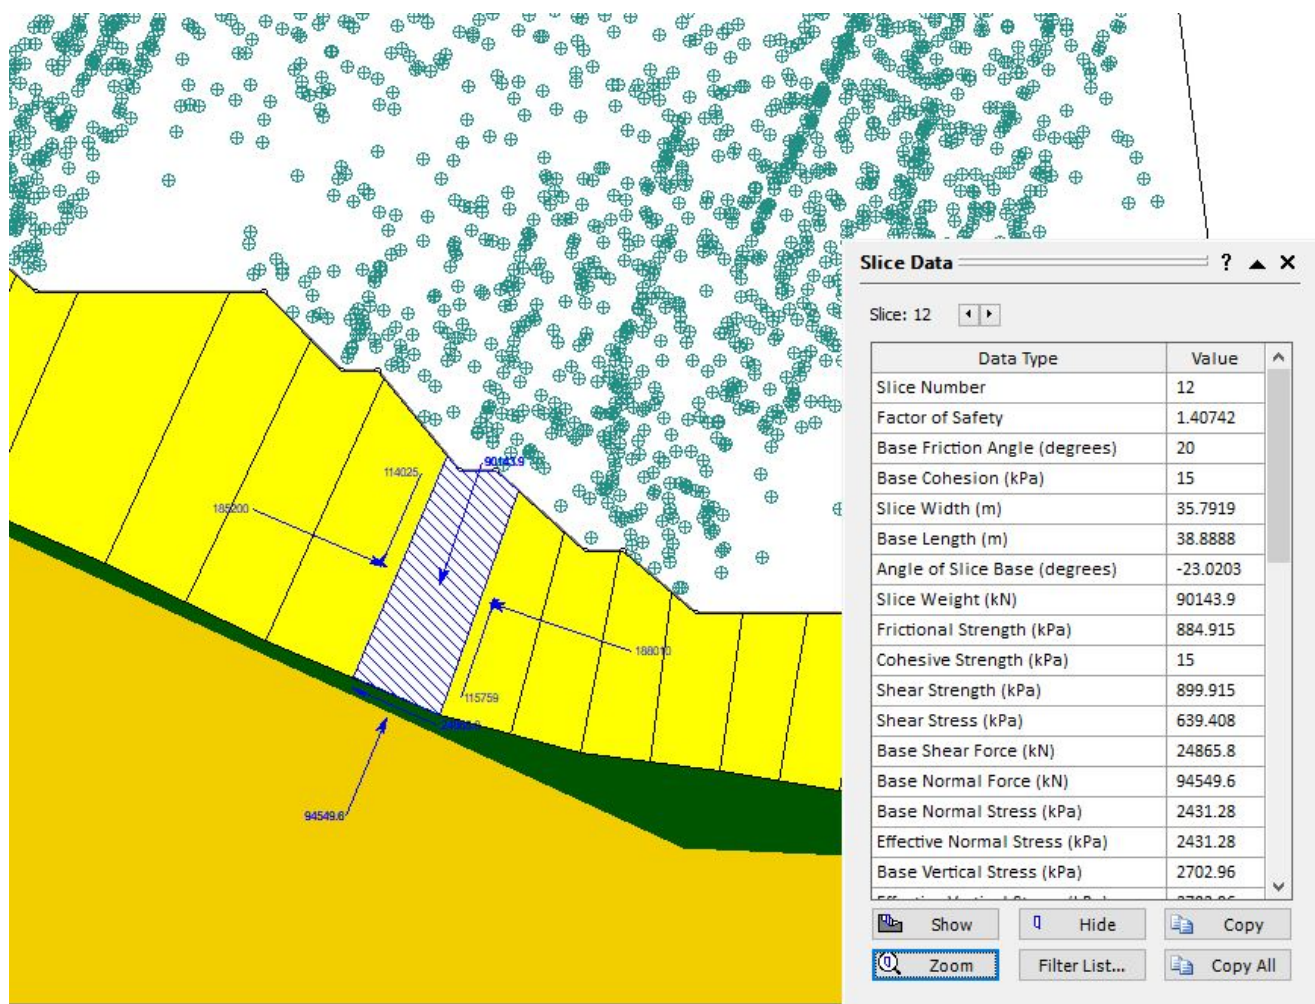 114025
90143.9
185200
188010
115759
94549.6
Slice Data ?
Slice: 12
Data Type Value
Slice Number 12
Factor of Safety 1.40742
Base Friction Angle (degrees) 20
Base Cohesion (kPa) 15
Slice Width (m) 35.7919
Base Length (m) 38.8888
Angle of Slice Base (degrees) -23.0203
Slice Weight (kN) 90143.9
Frictional Strength (kPa) 884.915
Cohesive Strength (kPa) 15
Shear Strength (kPa) 899.915
Shear Stress (kPa) 639.408
Base Shear Force (kN) 24865.8
Base Normal Force (kN) 94549.6
Base Normal Stress (kPa) 2431.28
Effective Normal Stress (kPa) 2431.28
Base Vertical Stress (kPa) 2702.96
Show Hide Copy
Zoom Filter List... Copy All